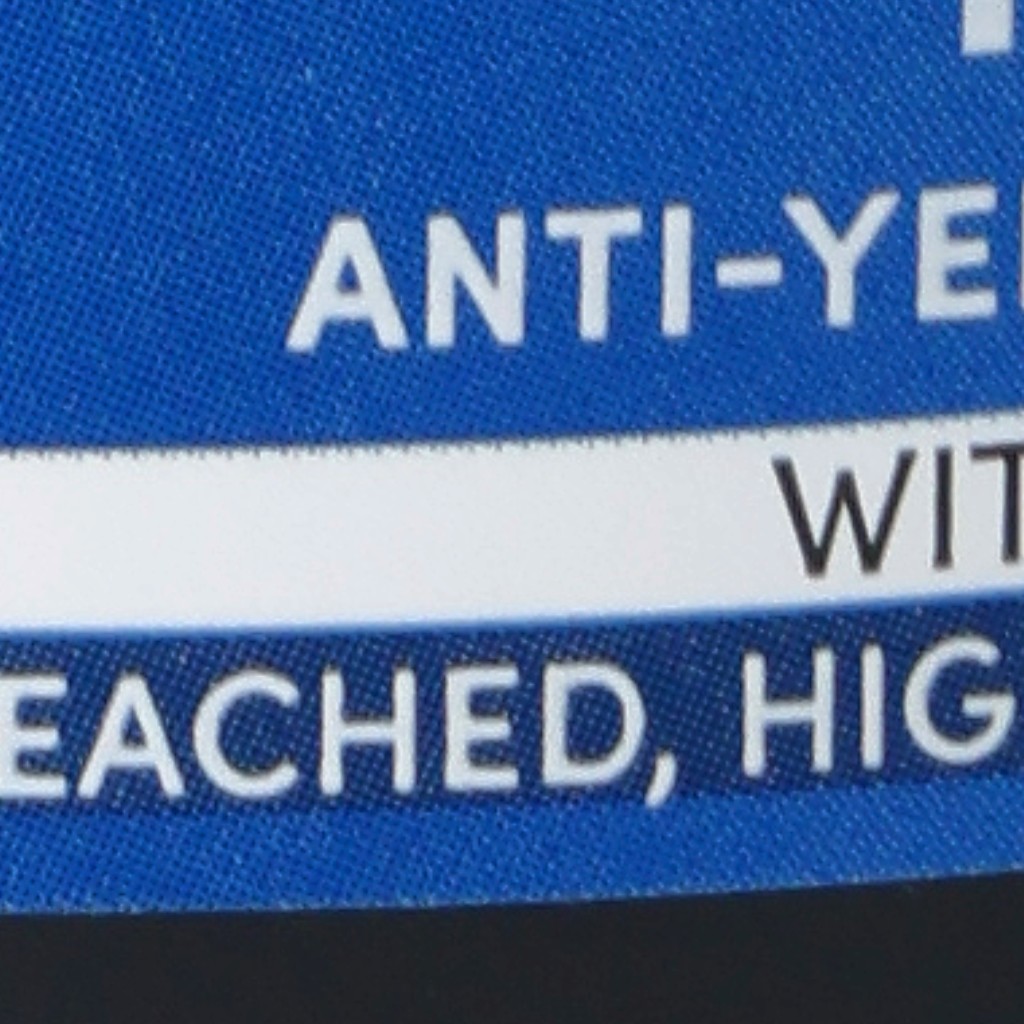 ANTI-YE
WIT
EACHED, HIG